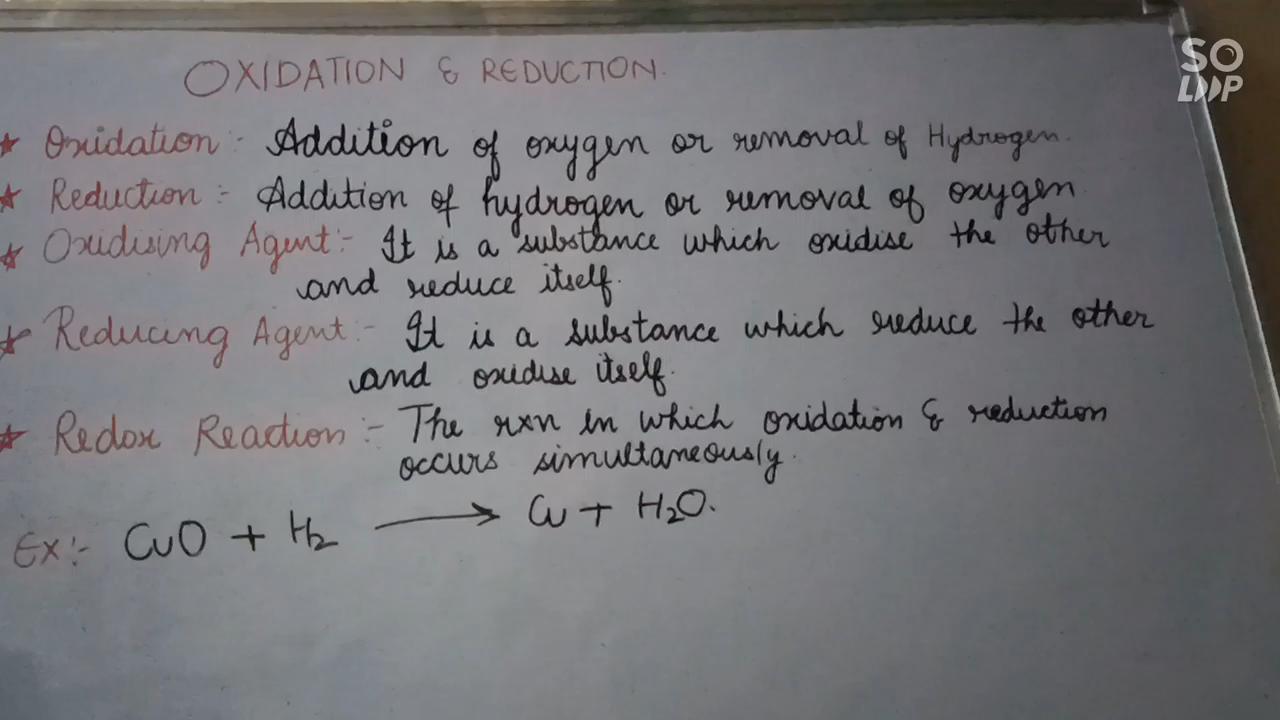 OXIDATION & REDUCTION.
Oxidation:- Addition of oxygen or removal of Hydrogen.
Reduction:- Addition of hydrogen or removal of oxygen
Oxidising Agent:- It is a substance which oxidise the other
and reduce itself.
Reducing Agent:- It is a substance which reduce the other
and oxidise itself.
Redox Reaction:- The rxn in which oxidation & reduction
occurs simultaneously.
Ex:- CuO + H₂ ⟶ Cu + H₂O.
SO
LOOP